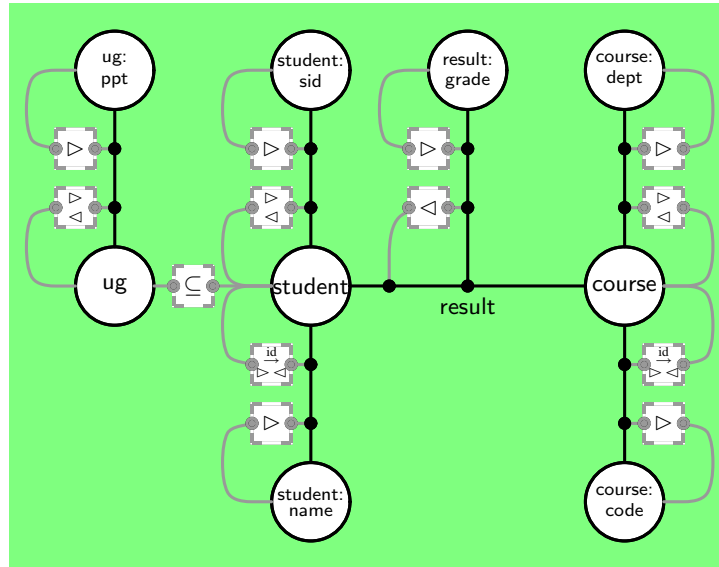 ug:
ppt
student:
sid
result:
grade
course:
dept
▷
▷
▷
▷
▷
◁
▷
◁
◁
▷
◁
ug
⊆
student
result
course
id
→
▷ ◁
id
→
▷ ◁
▷
▷
student:
name
course:
code